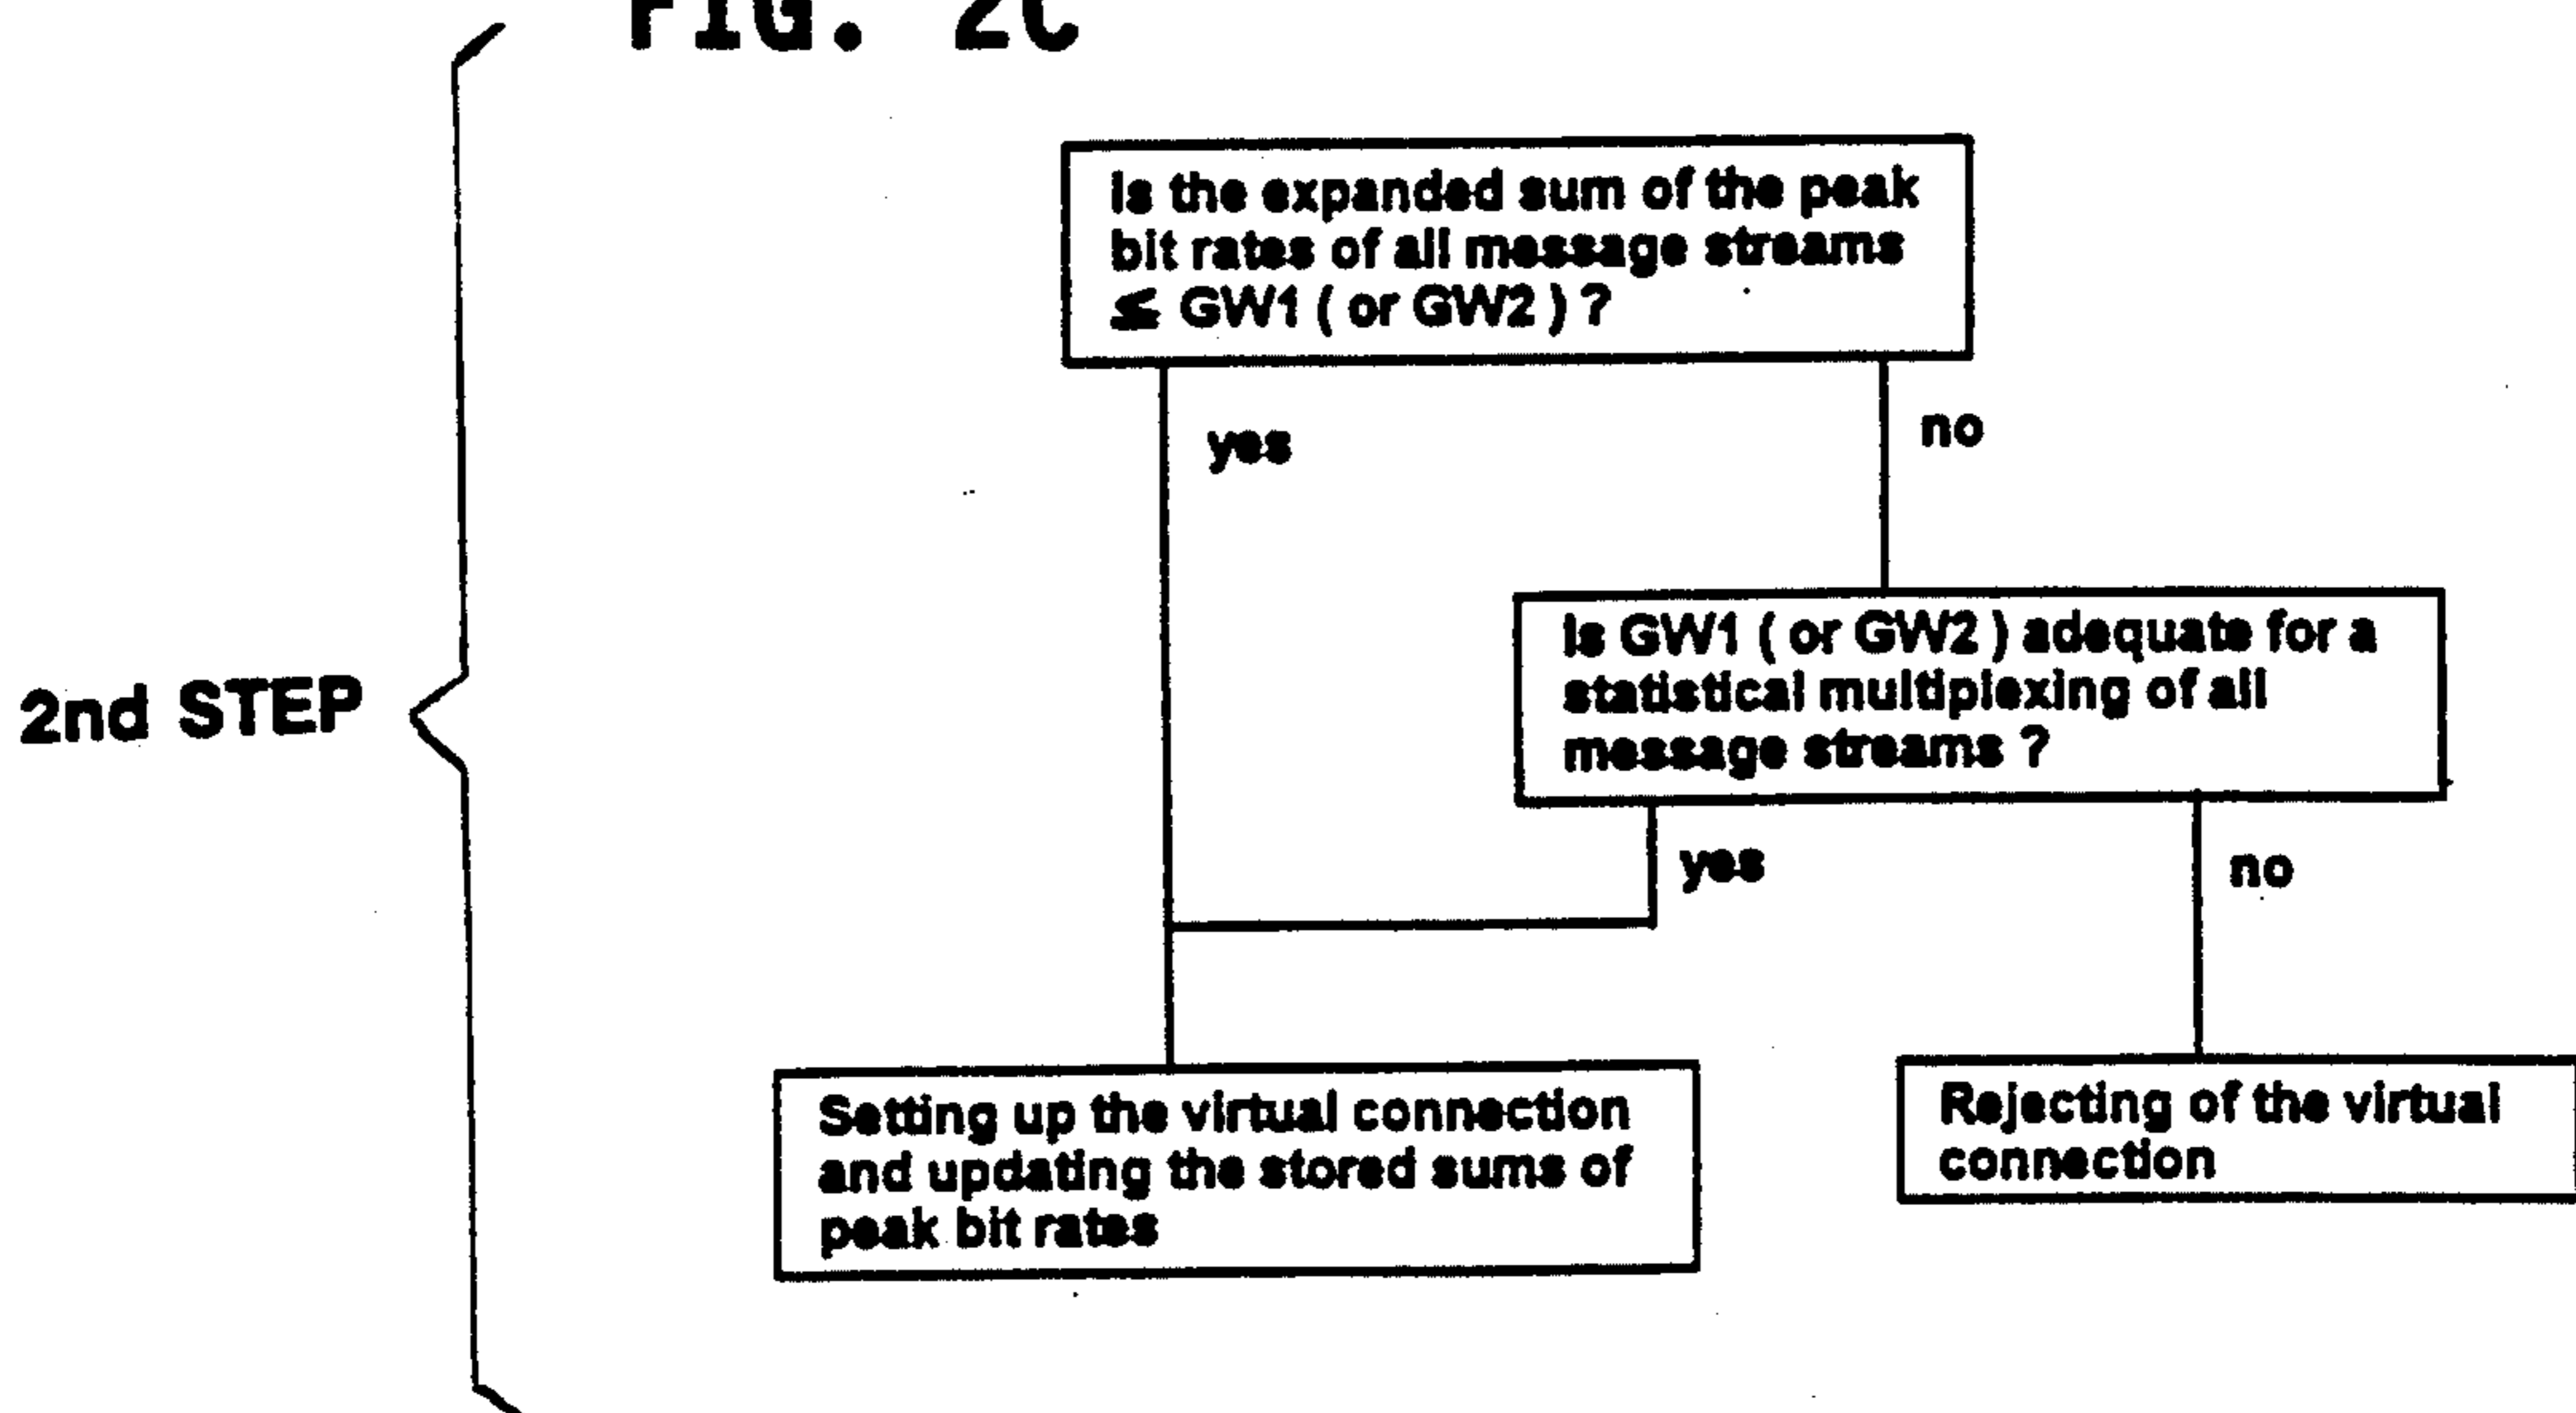 FIG. 2C
Is the expanded sum of the peak
bit rates of all message streams
≤ GW1 ( or GW2 ) ?
yes
no
Is GW1 ( or GW2 ) adequate for a
statistical multiplexing of all
message streams ?
2nd STEP
yes
no
Setting up the virtual connection
and updating the stored sums of
peak bit rates
Rejecting of the virtual
connection